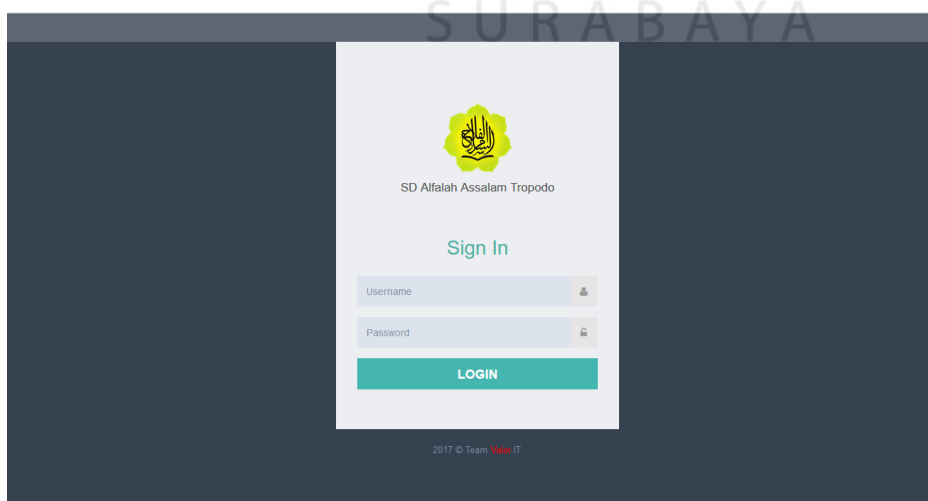 SURABAYA
SD Alfalah Assalam Tropodo
Sign In
Username
Password
LOGIN
2017 © Team Valor IT.